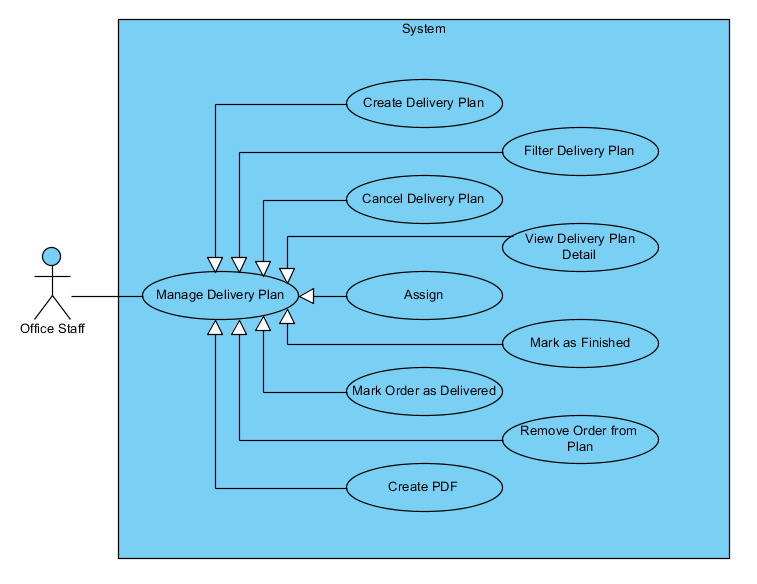 System
Create Delivery Plan
Filter Delivery Plan
Cancel Delivery Plan
View Delivery Plan
Detail
Manage Delivery Plan
Assign
Office Staff
Mark as Finished
Mark Order as Delivered
Remove Order from
Plan
Create PDF